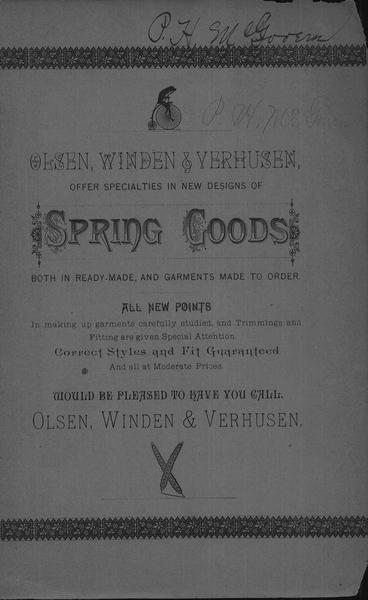 P. H. McGovern
P. H. McGovern
OLSEN, WINDEN & VERHUSEN,
OFFER SPECIALTIES IN NEW DESIGNS OF
SPRING GOODS
BOTH IN READY-MADE, AND GARMENTS MADE TO ORDER.
ALL NEW POINTS
In making up garments carefully studied, and Trimmings and
Fitting are given Special Attention.
Correct Styles and Fit Guaranteed
And all at Moderate Prices.
WOULD BE PLEASED TO HAVE YOU CALL.
OLSEN, WINDEN & VERHUSEN.